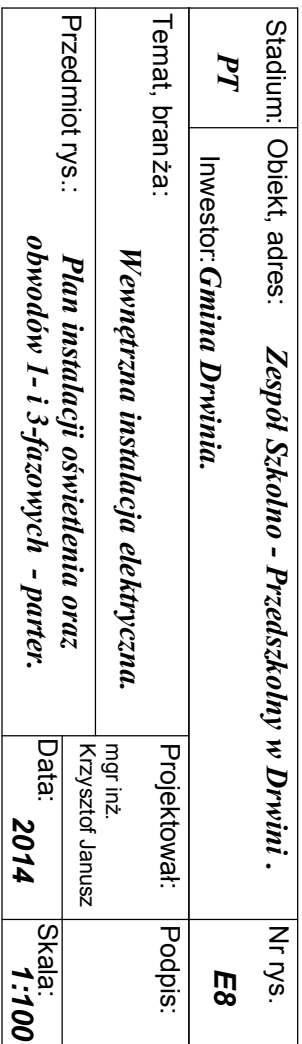 Stadium:
PT
Obiekt, adres: Zespół Szkolno - Przedszkolny w Drwini .
Inwestor: Gmina Drwinia.
Nr rys.
E8
Temat, branża:
Wewnętrzna instalacja elektryczna.
Projektował:
mgr inż.
Krzysztof Janusz
Podpis:
Przedmiot rys.:
Plan instalacji oświetlenia oraz
obwodów 1- i 3-fazowych - parter.
Data:
2014
Skala:
1:100